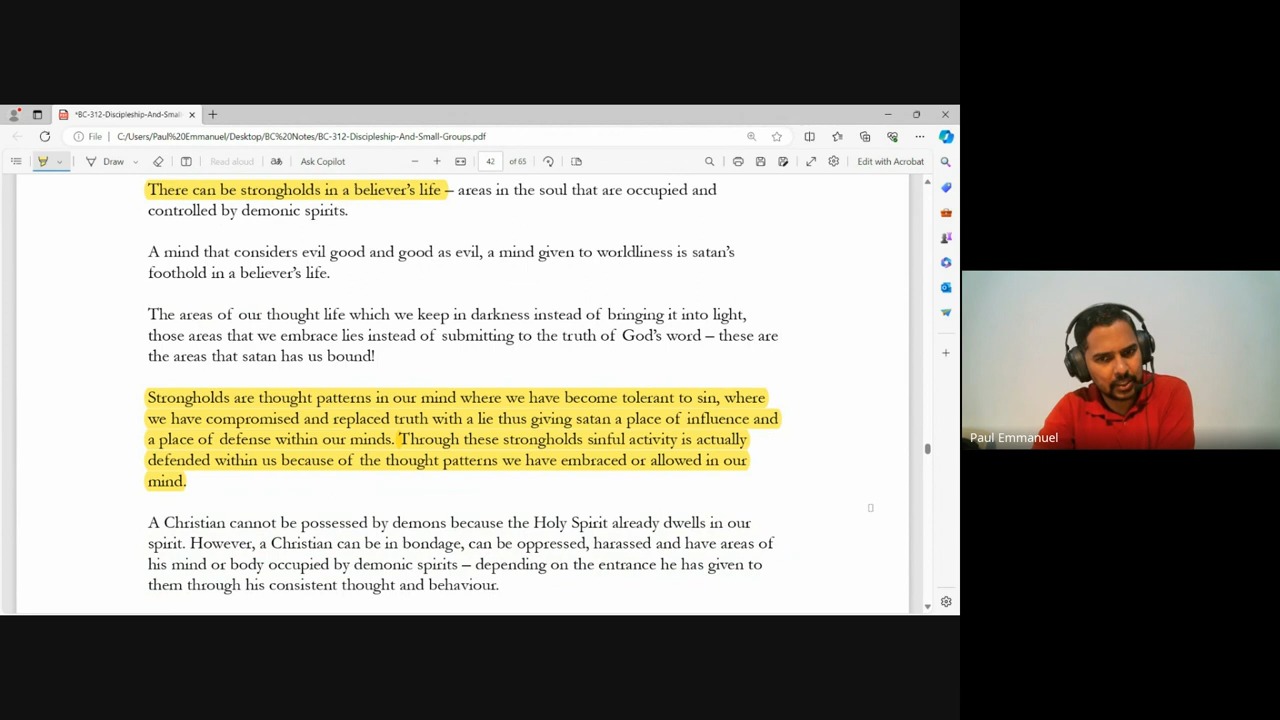 *BC-312-Discipleship-And-Small-
File
C:/Users/Paul%20Emmanuel/Desktop/BC%20Notes/BC-312-Discipleship-And-Small-Groups.pdf
Draw
Read aloud
Ask Copilot
42
of 65
Edit with Acrobat
There can be strongholds in a believer's life – areas in the soul that are occupied and
controlled by demonic spirits.
A mind that considers evil good and good as evil, a mind given to worldliness is satan's
foothold in a believer's life.
The areas of our thought life which we keep in darkness instead of bringing it into light,
those areas that we embrace lies instead of submitting to the truth of God's word – these are
the areas that satan has us bound!
Strongholds are thought patterns in our mind where we have become tolerant to sin, where
we have compromised and replaced truth with a lie thus giving satan a place of influence and
a place of defense within our minds. Through these strongholds sinful activity is actually
defended within us because of the thought patterns we have embraced or allowed in our
mind.
A Christian cannot be possessed by demons because the Holy Spirit already dwells in our
spirit. However, a Christian can be in bondage, can be oppressed, harassed and have areas of
his mind or body occupied by demonic spirits – depending on the entrance he has given to
them through his consistent thought and behaviour.
Paul Emmanuel